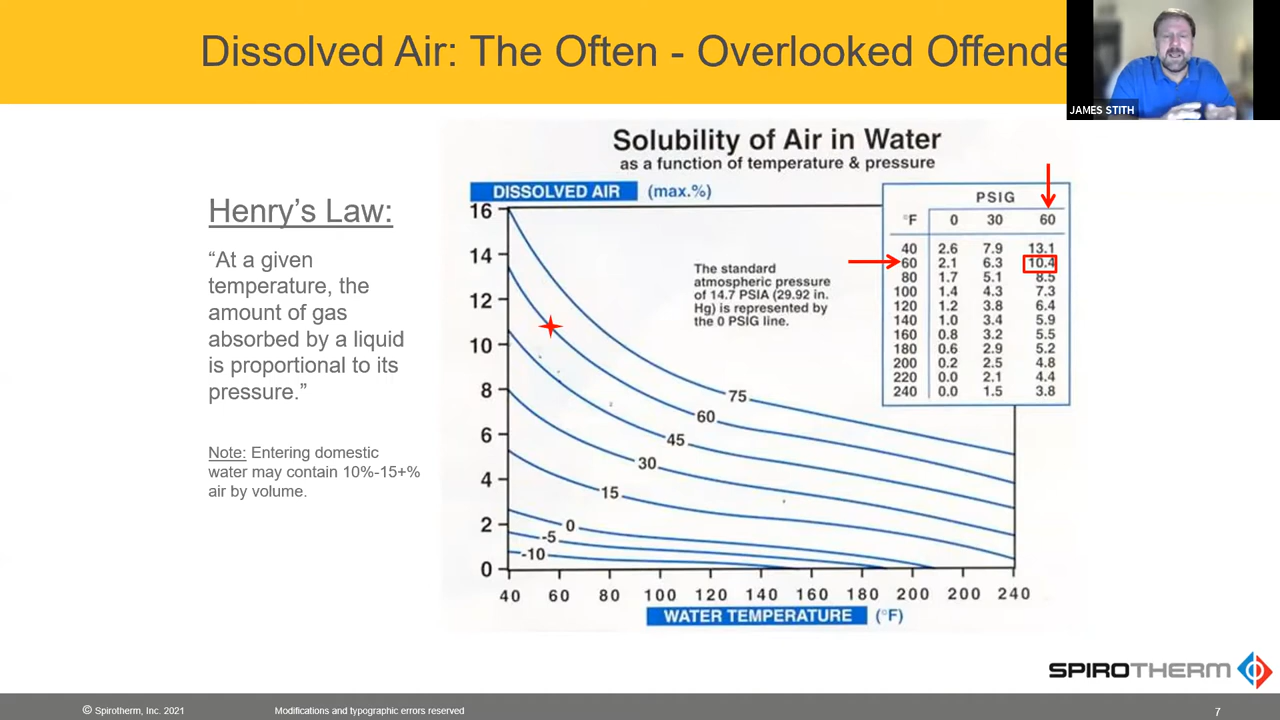 Dissolved Air: The Often - Overlooked Offende
JAMES STITH
Henry's Law:
“At a given
temperature, the
amount of gas
absorbed by a liquid
is proportional to its
pressure.”
Note: Entering domestic
water may contain 10%-15+%
air by volume.
Solubility of Air in Water
as a function of temperature & pressure
DISSOLVED AIR (max.%)
16
14
12
10
8
6
4
2
0
The standard
atmospheric pressure
of 14.7 PSIA (29.92 in.
Hg) is represented by
the 0 PSIG line.
PSIG
°F 0 30 60
40 2.6 7.9 13.1
60 2.1 6.3 10.4
80 1.7 5.1 8.5
100 1.4 4.3 7.3
120 1.2 3.8 6.4
140 1.0 3.4 5.9
160 0.8 3.2 5.5
180 0.6 2.9 5.2
200 0.2 2.5 4.8
220 0.0 2.1 4.4
240 0.0 1.5 3.8
75
60
45
30
15
0
-5
-10
40 60 80 100 120 140 160 180 200 200 240
WATER TEMPERATURE (°F)
SPIROTHERM
© Spirotherm, Inc. 2021
Modifications and typographic errors reserved
7